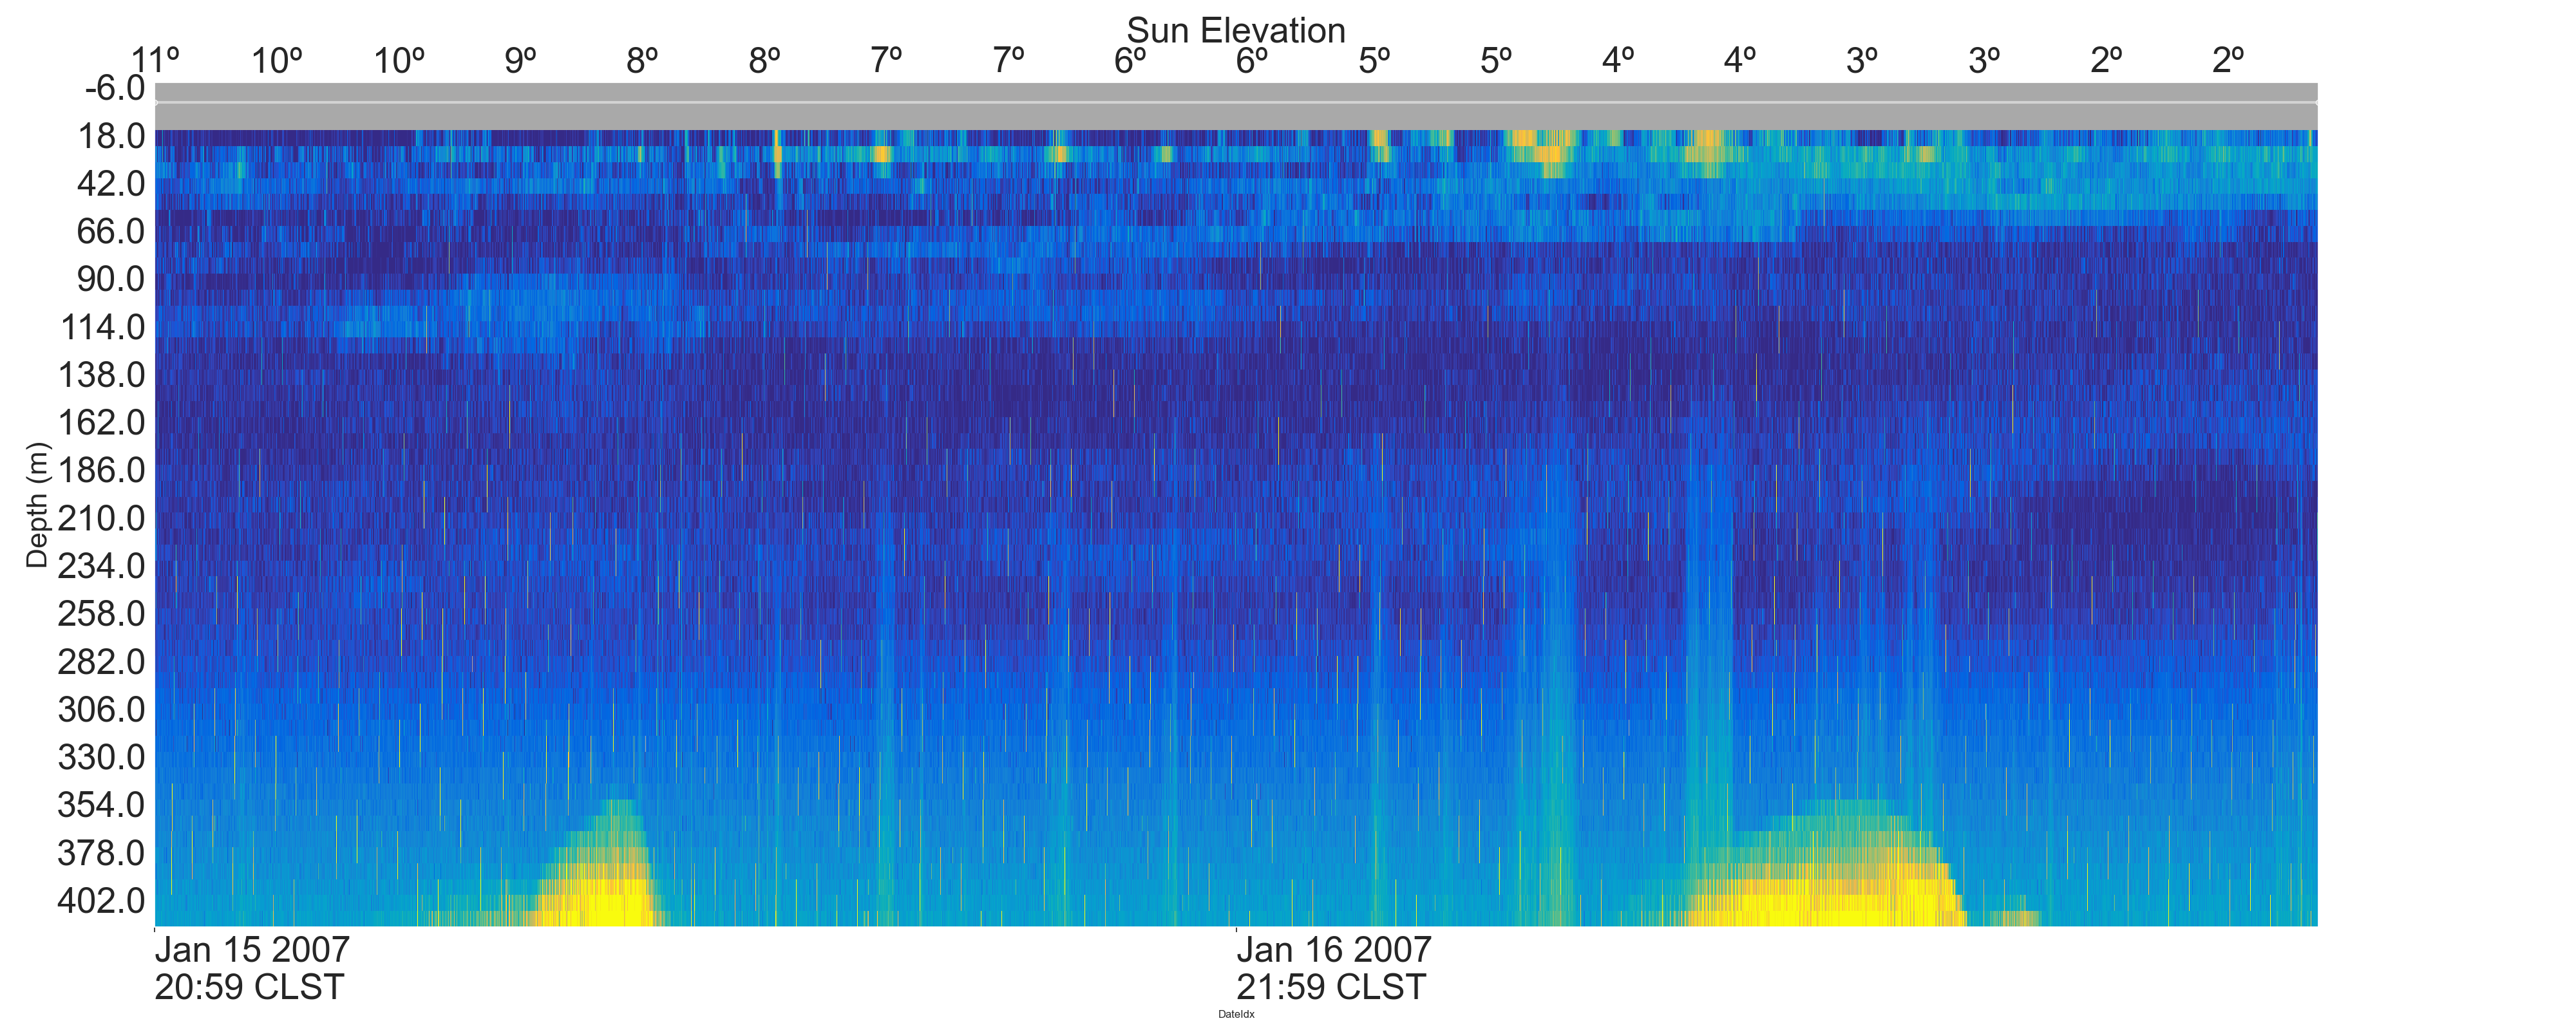 Sun Elevation
11º 10º 10º 9º 8º 8º 7º 7º 6º 6º 5º 5º 4º 4º 3º 3º 2º 2º
-6.0
18.0
42.0
66.0
90.0
114.0
138.0
162.0
186.0
210.0
234.0
258.0
282.0
306.0
330.0
354.0
378.0
402.0
Depth (m)
Jan 15 2007
20:59 CLST
Jan 16 2007
21:59 CLST
DateIdx